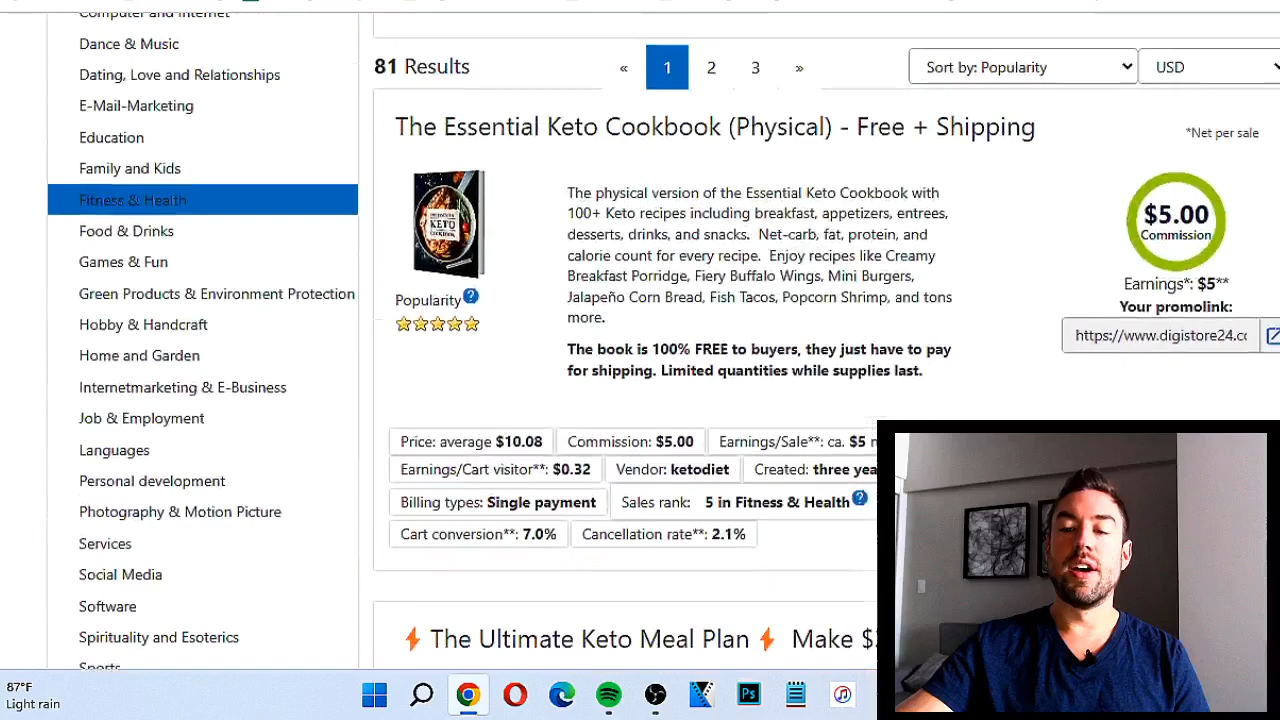 Computer and Internet
Dance & Music
Dating, Love and Relationships
E-Mail-Marketing
Education
Family and Kids
Fitness & Health
Food & Drinks
Games & Fun
Green Products & Environment Protection
Hobby & Handcraft
Home and Garden
Internetmarketing & E-Business
Job & Employment
Languages
Personal development
Photography & Motion Picture
Services
Social Media
Software
Spirituality and Esoterics
Sports
81 Results
« 1 2 3 »
Sort by: Popularity
USD
The Essential Keto Cookbook (Physical) - Free + Shipping
*Net per sale
KETO
Popularity
The physical version of the Essential Keto Cookbook with
100+ Keto recipes including breakfast, appetizers, entrees,
desserts, drinks, and snacks. Net-carb, fat, protein, and
calorie count for every recipe. Enjoy recipes like Creamy
Breakfast Porridge, Fiery Buffalo Wings, Mini Burgers,
Jalapeño Corn Bread, Fish Tacos, Popcorn Shrimp, and tons
more.
The book is 100% FREE to buyers, they just have to pay
for shipping. Limited quantities while supplies last.
$5.00
Commission
Earnings*: $5**
Your promolink:
https://www.digistore24.cc
Price: average $10.08 Commission: $5.00 Earnings/Sale**: ca. $5
Earnings/Cart visitor**: $0.32 Vendor: ketodiet Created: three yea
Billing types: Single payment Sales rank: 5 in Fitness & Health
Cart conversion**: 7.0% Cancellation rate**: 2.1%
The Ultimate Keto Meal Plan Make $
87°F
Light rain
Ps